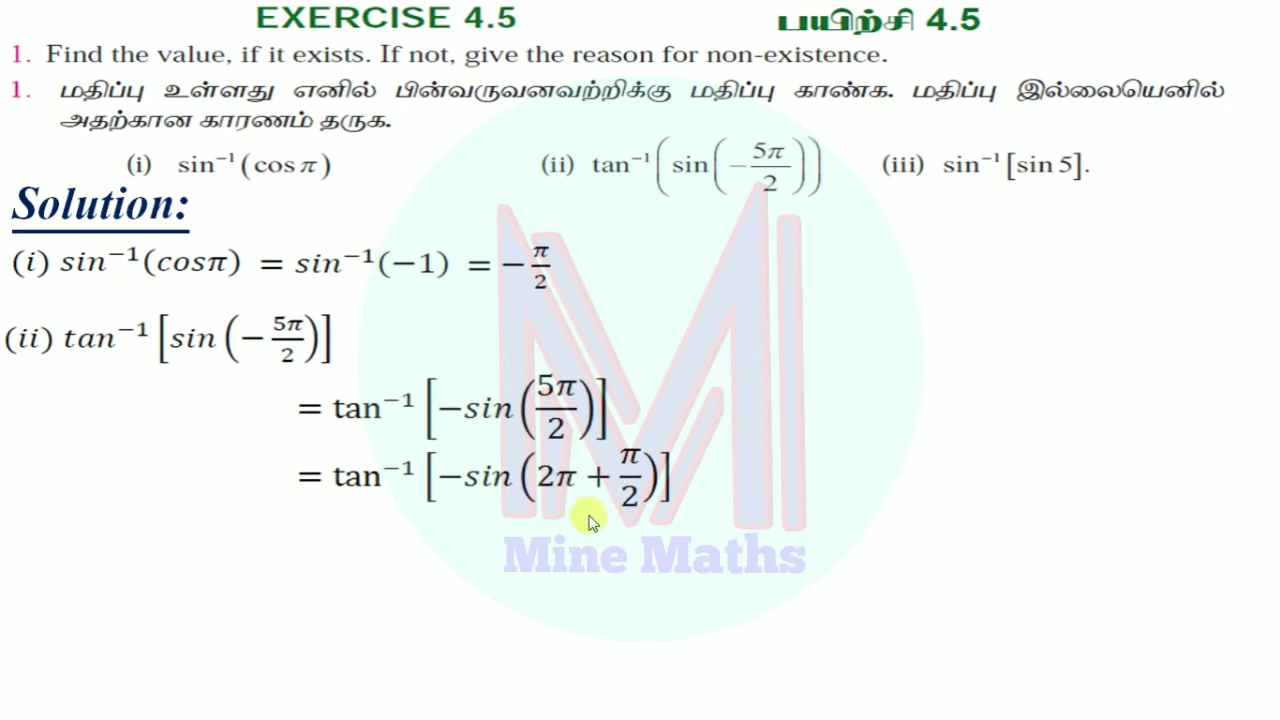 EXERCISE 4.5 பயிற்சி 4.5
1. Find the value, if it exists. If not, give the reason for non-existence.
1. மதிப்பு உள்ளது எனில் பின்வருவனவற்றிக்கு மதிப்பு காண்க. மதிப்பு இல்லையெனில்
அதற்கான காரணம் தருக.
(i) sin⁻¹(cos π) (ii) tan⁻¹(sin(−5π/2)) (iii) sin⁻¹[sin 5].
Solution:
(i) sin⁻¹(cosπ) = sin⁻¹(−1) = −π/2
(ii) tan⁻¹[sin(−5π/2)]
= tan⁻¹[−sin(5π/2)]
= tan⁻¹[−sin(2π + π/2)]
Mine Maths